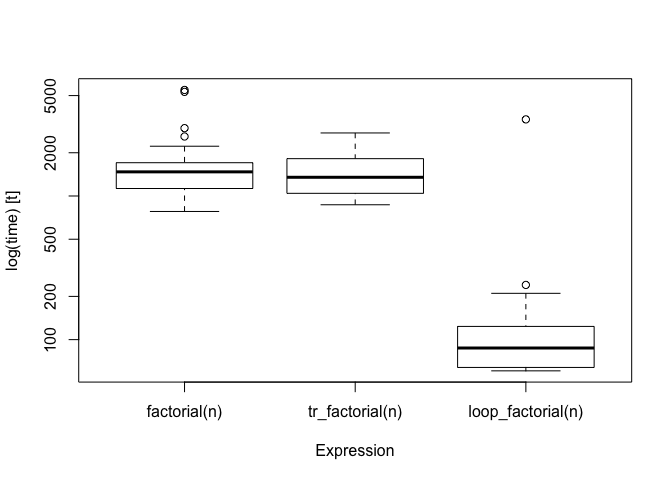 log(time) [t]
5000
2000
500
200
100
factorial(n)
tr_factorial(n)
loop_factorial(n)
Expression